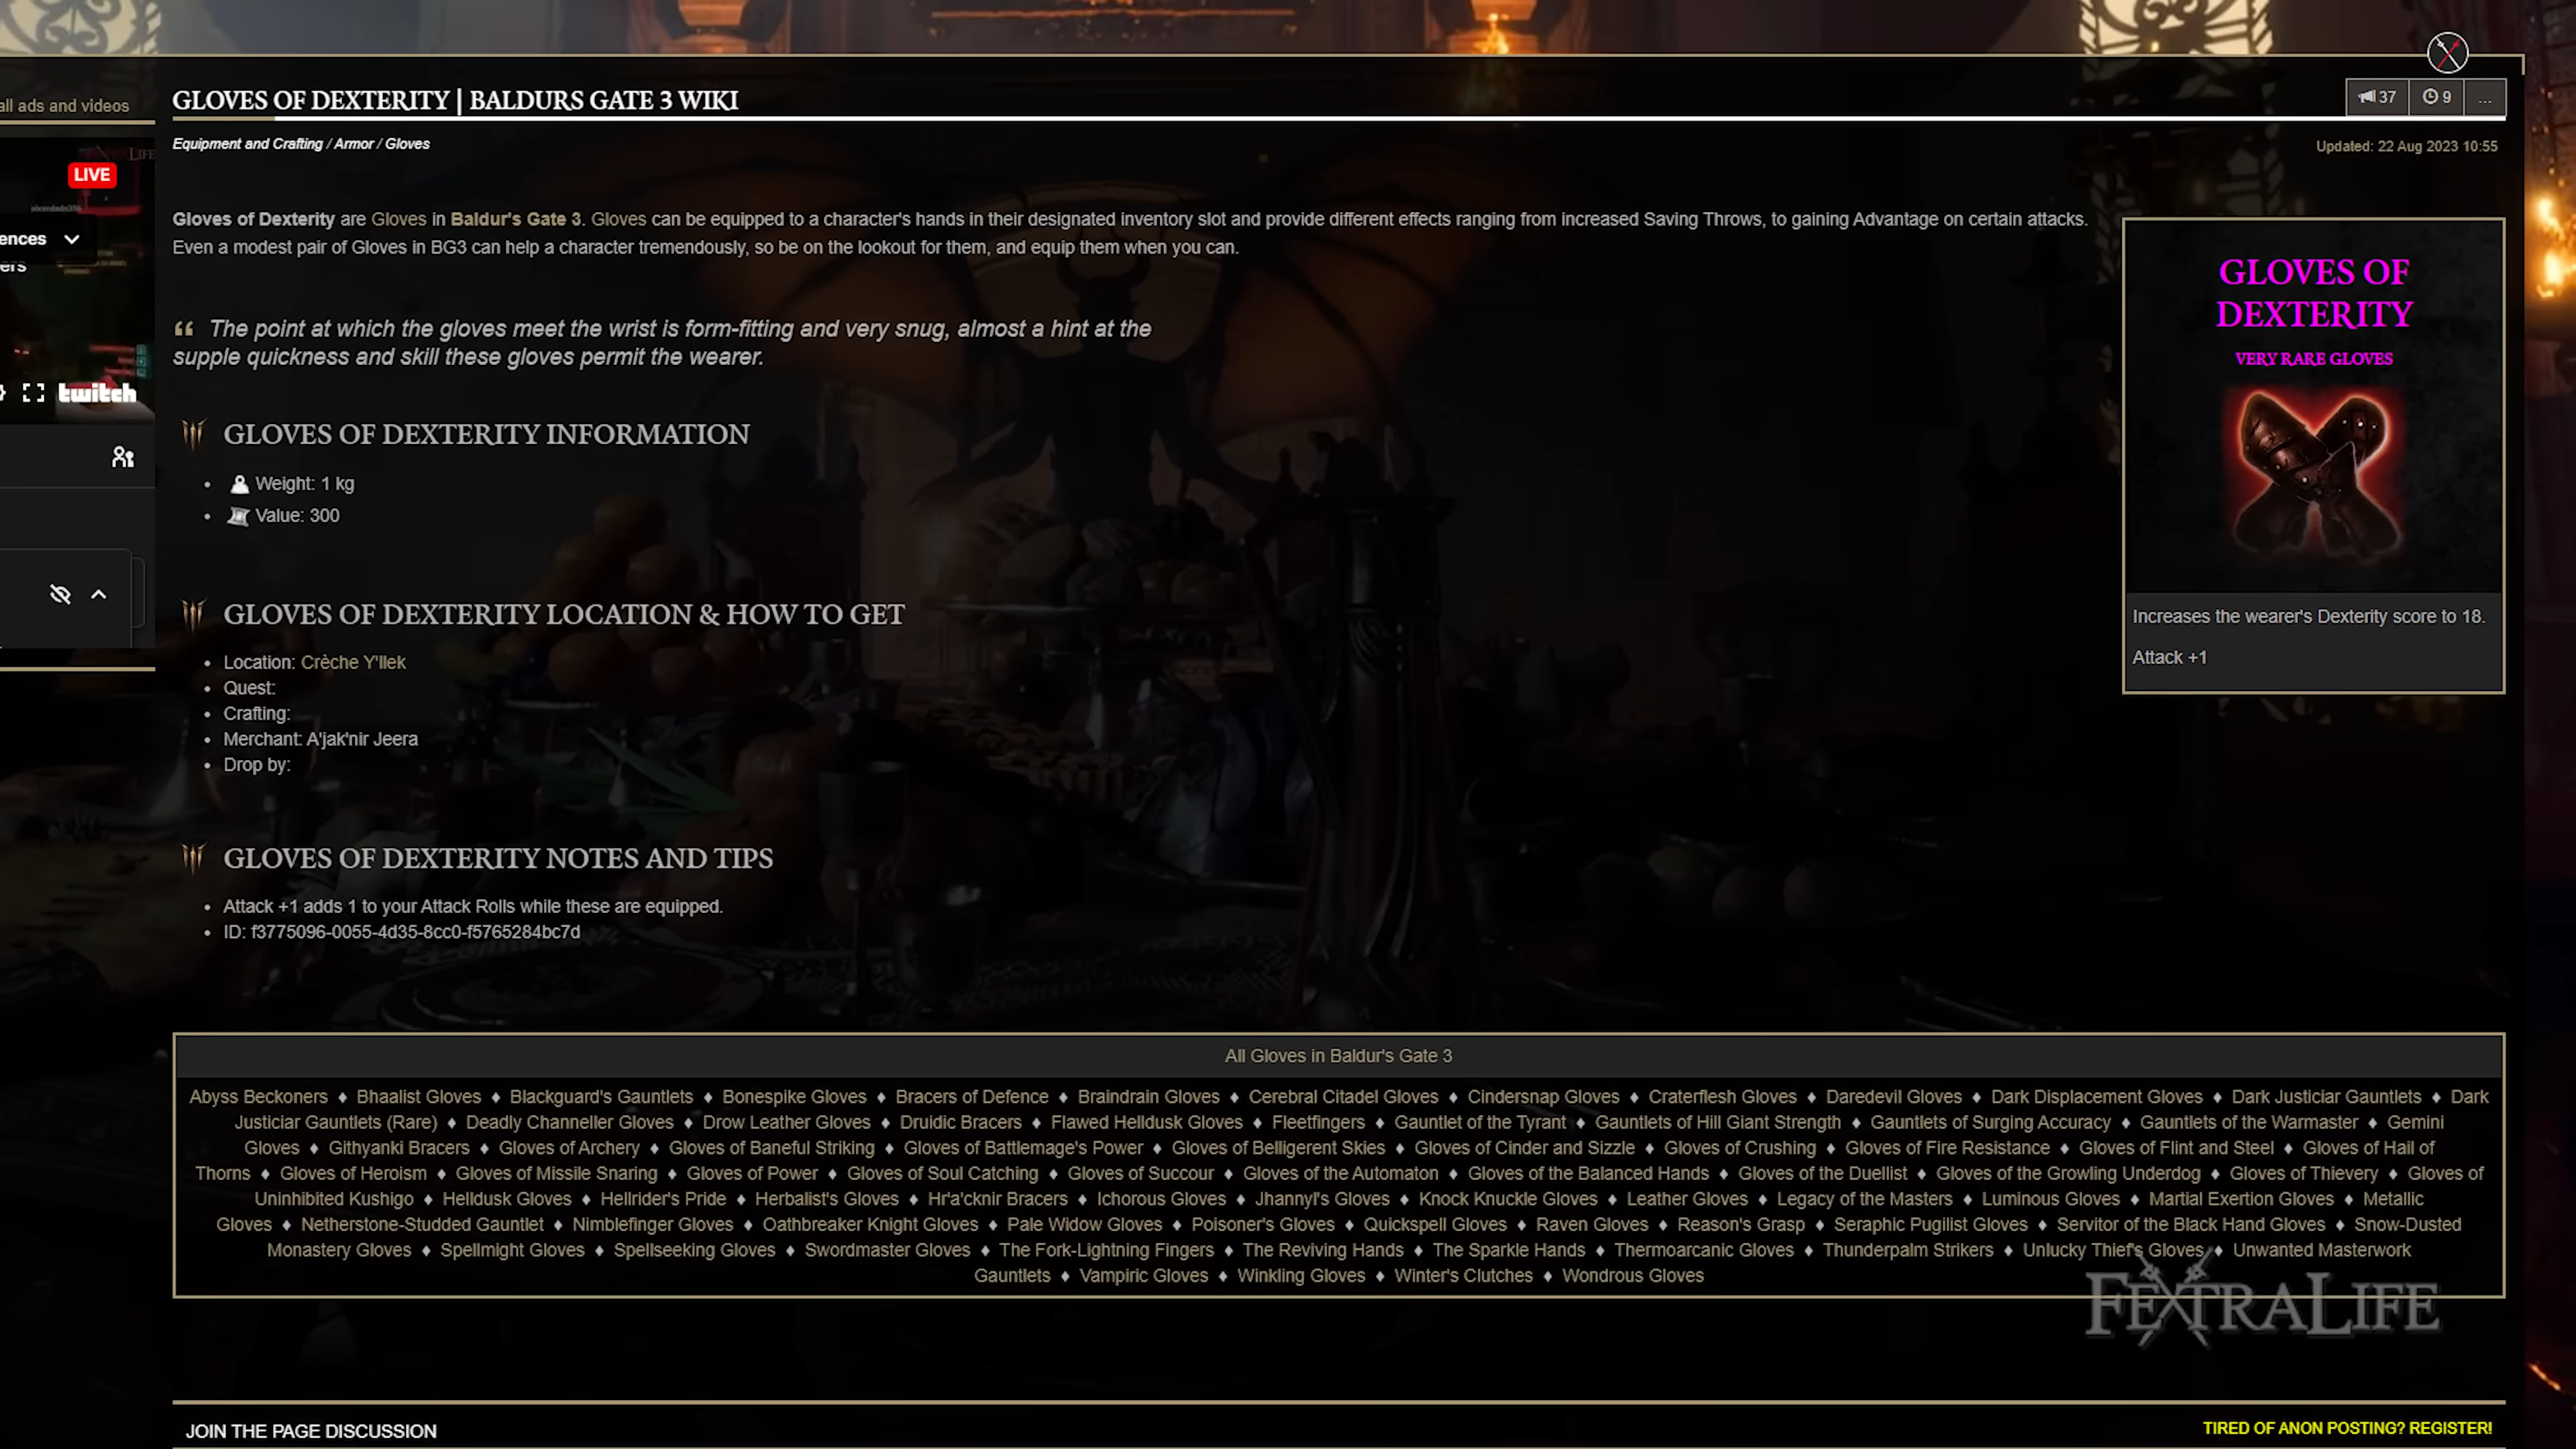 all ads and videos
GLOVES OF DEXTERITY | BALDURS GATE 3 WIKI
37
9
...
Equipment and Crafting / Armor / Gloves
Updated: 22 Aug 2023 10:55
LIFE
LIVE
ences
ers
twitch
Gloves of Dexterity are Gloves in Baldur's Gate 3. Gloves can be equipped to a character's hands in their designated inventory slot and provide different effects ranging from increased Saving Throws, to gaining Advantage on certain attacks.
Even a modest pair of Gloves in BG3 can help a character tremendously, so be on the lookout for them, and equip them when you can.
“ The point at which the gloves meet the wrist is form-fitting and very snug, almost a hint at the
supple quickness and skill these gloves permit the wearer.
GLOVES OF DEXTERITY INFORMATION
• Weight: 1 kg
• Value: 300
GLOVES OF DEXTERITY LOCATION & HOW TO GET
• Location: Crèche Y'llek
• Quest:
• Crafting:
• Merchant: A'jak'nir Jeera
• Drop by:
GLOVES OF DEXTERITY NOTES AND TIPS
• Attack +1 adds 1 to your Attack Rolls while these are equipped.
• ID: f3775096-0055-4d35-8cc0-f5765284bc7d
GLOVES OF
DEXTERITY
VERY RARE GLOVES
Increases the wearer's Dexterity score to 18.
Attack +1
All Gloves in Baldur's Gate 3
Abyss Beckoners ♦ Bhaalist Gloves ♦ Blackguard's Gauntlets ♦ Bonespike Gloves ♦ Bracers of Defence ♦ Braindrain Gloves ♦ Cerebral Citadel Gloves ♦ Cindersnap Gloves ♦ Craterflesh Gloves ♦ Daredevil Gloves ♦ Dark Displacement Gloves ♦ Dark Justiciar Gauntlets ♦ Dark
Justiciar Gauntlets (Rare) ♦ Deadly Channeller Gloves ♦ Drow Leather Gloves ♦ Druidic Bracers ♦ Flawed Helldusk Gloves ♦ Fleetfingers ♦ Gauntlet of the Tyrant ♦ Gauntlets of Hill Giant Strength ♦ Gauntlets of Surging Accuracy ♦ Gauntlets of the Warmaster ♦ Gemini
Gloves ♦ Githyanki Bracers ♦ Gloves of Archery ♦ Gloves of Baneful Striking ♦ Gloves of Battlemage's Power ♦ Gloves of Belligerent Skies ♦ Gloves of Cinder and Sizzle ♦ Gloves of Crushing ♦ Gloves of Fire Resistance ♦ Gloves of Flint and Steel ♦ Gloves of Hail of
Thorns ♦ Gloves of Heroism ♦ Gloves of Missile Snaring ♦ Gloves of Power ♦ Gloves of Soul Catching ♦ Gloves of Succour ♦ Gloves of the Automaton ♦ Gloves of the Balanced Hands ♦ Gloves of the Duellist ♦ Gloves of the Growling Underdog ♦ Gloves of Thievery ♦ Gloves of
Uninhibited Kushigo ♦ Helldusk Gloves ♦ Hellrider's Pride ♦ Herbalist's Gloves ♦ Hr'a'cknir Bracers ♦ Ichorous Gloves ♦ Jhannyl's Gloves ♦ Knock Knuckle Gloves ♦ Leather Gloves ♦ Legacy of the Masters ♦ Luminous Gloves ♦ Martial Exertion Gloves ♦ Metallic
Gloves ♦ Netherstone-Studded Gauntlet ♦ Nimblefinger Gloves ♦ Oathbreaker Knight Gloves ♦ Pale Widow Gloves ♦ Poisoner's Gloves ♦ Quickspell Gloves ♦ Raven Gloves ♦ Reason's Grasp ♦ Seraphic Pugilist Gloves ♦ Servitor of the Black Hand Gloves ♦ Snow-Dusted
Monastery Gloves ♦ Spellmight Gloves ♦ Spellseeking Gloves ♦ Swordmaster Gloves ♦ The Fork-Lightning Fingers ♦ The Reviving Hands ♦ The Sparkle Hands ♦ Thermoarcanic Gloves ♦ Thunderpalm Strikers ♦ Unlucky Thief's Gloves ♦ Unwanted Masterwork
Gauntlets ♦ Vampiric Gloves ♦ Winkling Gloves ♦ Winter's Clutches ♦ Wondrous Gloves
FEXTRALIFE
JOIN THE PAGE DISCUSSION
TIRED OF ANON POSTING? REGISTER!